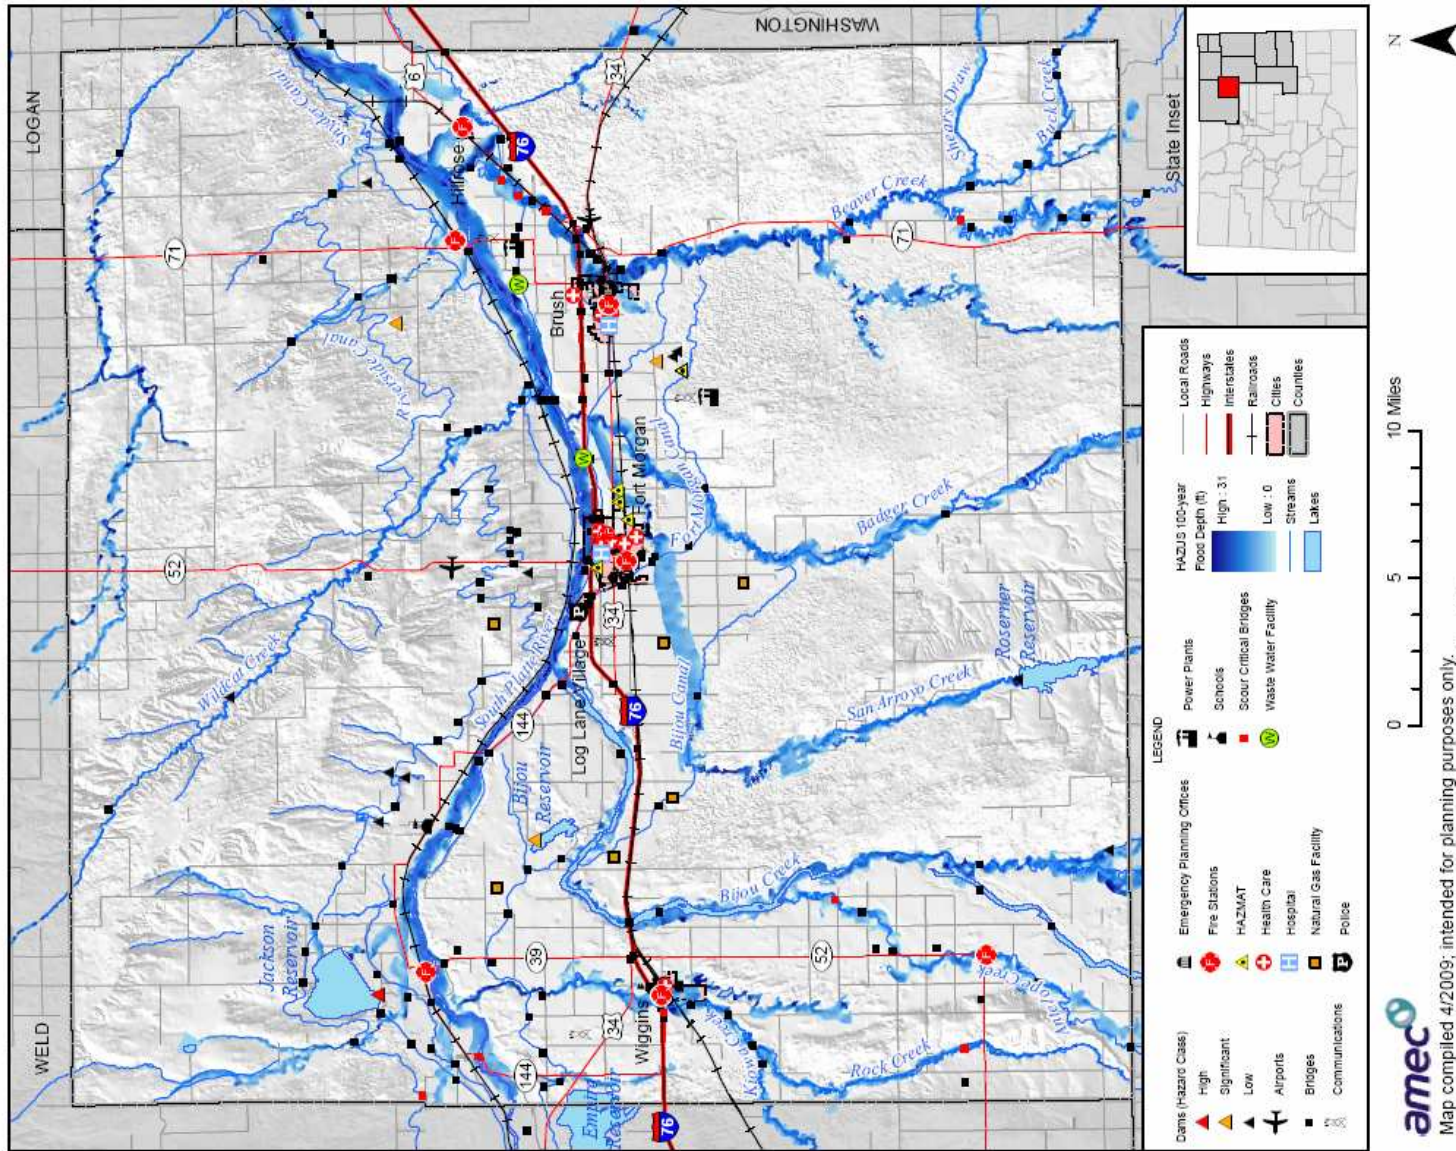 WELD
LOGAN
WASHINGTON
71
52
144
39
34
6
76
Jackson
Reservoir
Wildcat Creek
Riverside Canal
Snyder Canal
South Platte River
Bijou
Reservoir
Log Lane Village
Fort Morgan
Brush
Hillrose
Wiggins
Empire
Reservoir
Kiowa Creek
Rock Creek
Antelope Creek
Bijou Creek
Bijou Canal
San Arroyo Creek
Roserner
Reservoir
Fort Morgan Canal
Badger Creek
Beaver Creek
Shears Draw
Buck Creek
State Inset
LEGEND
Dams (Hazard Class)
High
Significant
Low
Airports
Bridges
Communications
Emergency Planning Offices
Fire Stations
HAZMAT
Health Care
Hospital
Natural Gas Facility
Police
Power Plants
Schools
Sour Critical Bridges
Waste Water Facility
HAZUS 100-year
Flood Depth (ft)
High : 31
Low : 0
Streams
Lakes
Local Roads
Highways
Interstates
Railroads
Cities
Counties
N
0 5 10 Miles
amec
Map compiled 4/2009; intended for planning purposes only.